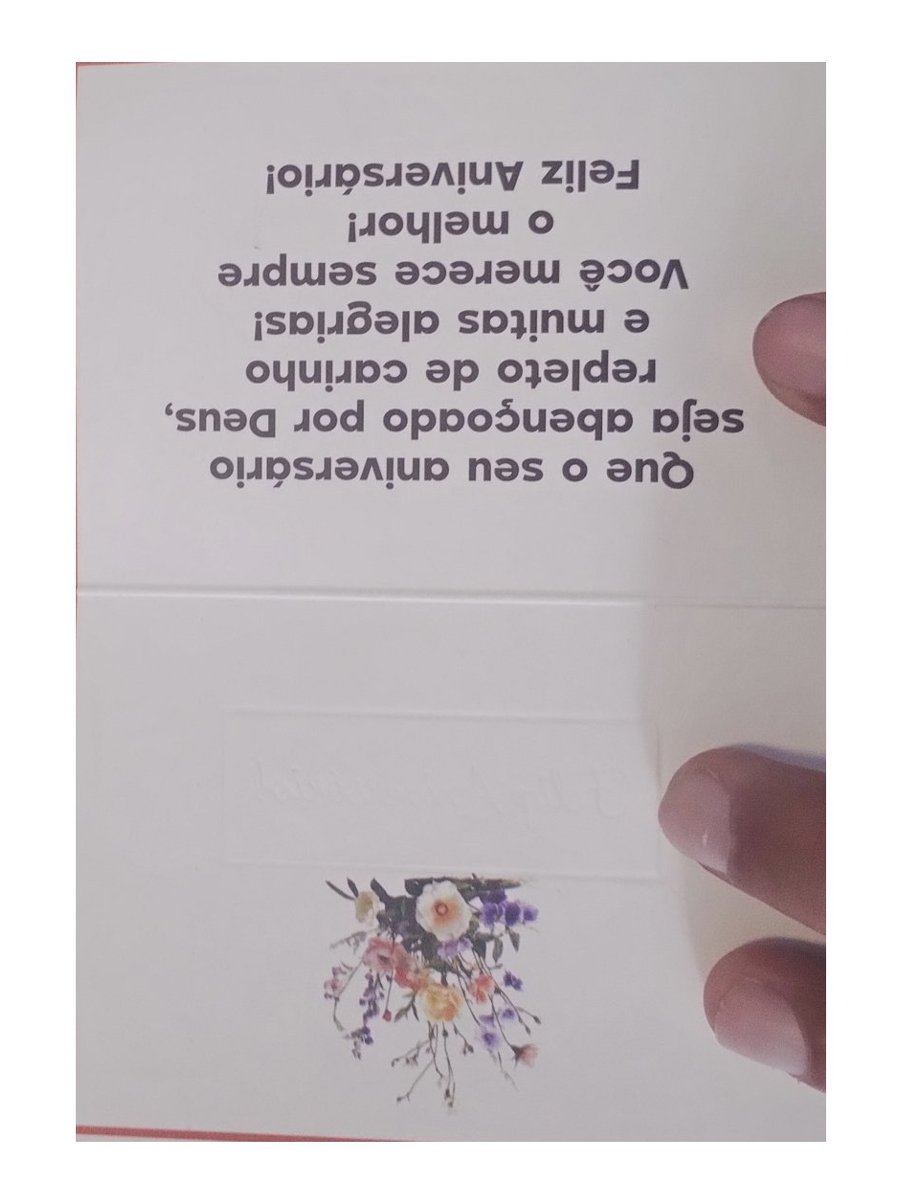 Que o seu aniversário
seja abençoado por Deus,
repleto de carinho
e muitas alegrias!
Você merece sempre
o melhor!
Feliz Aniversário!